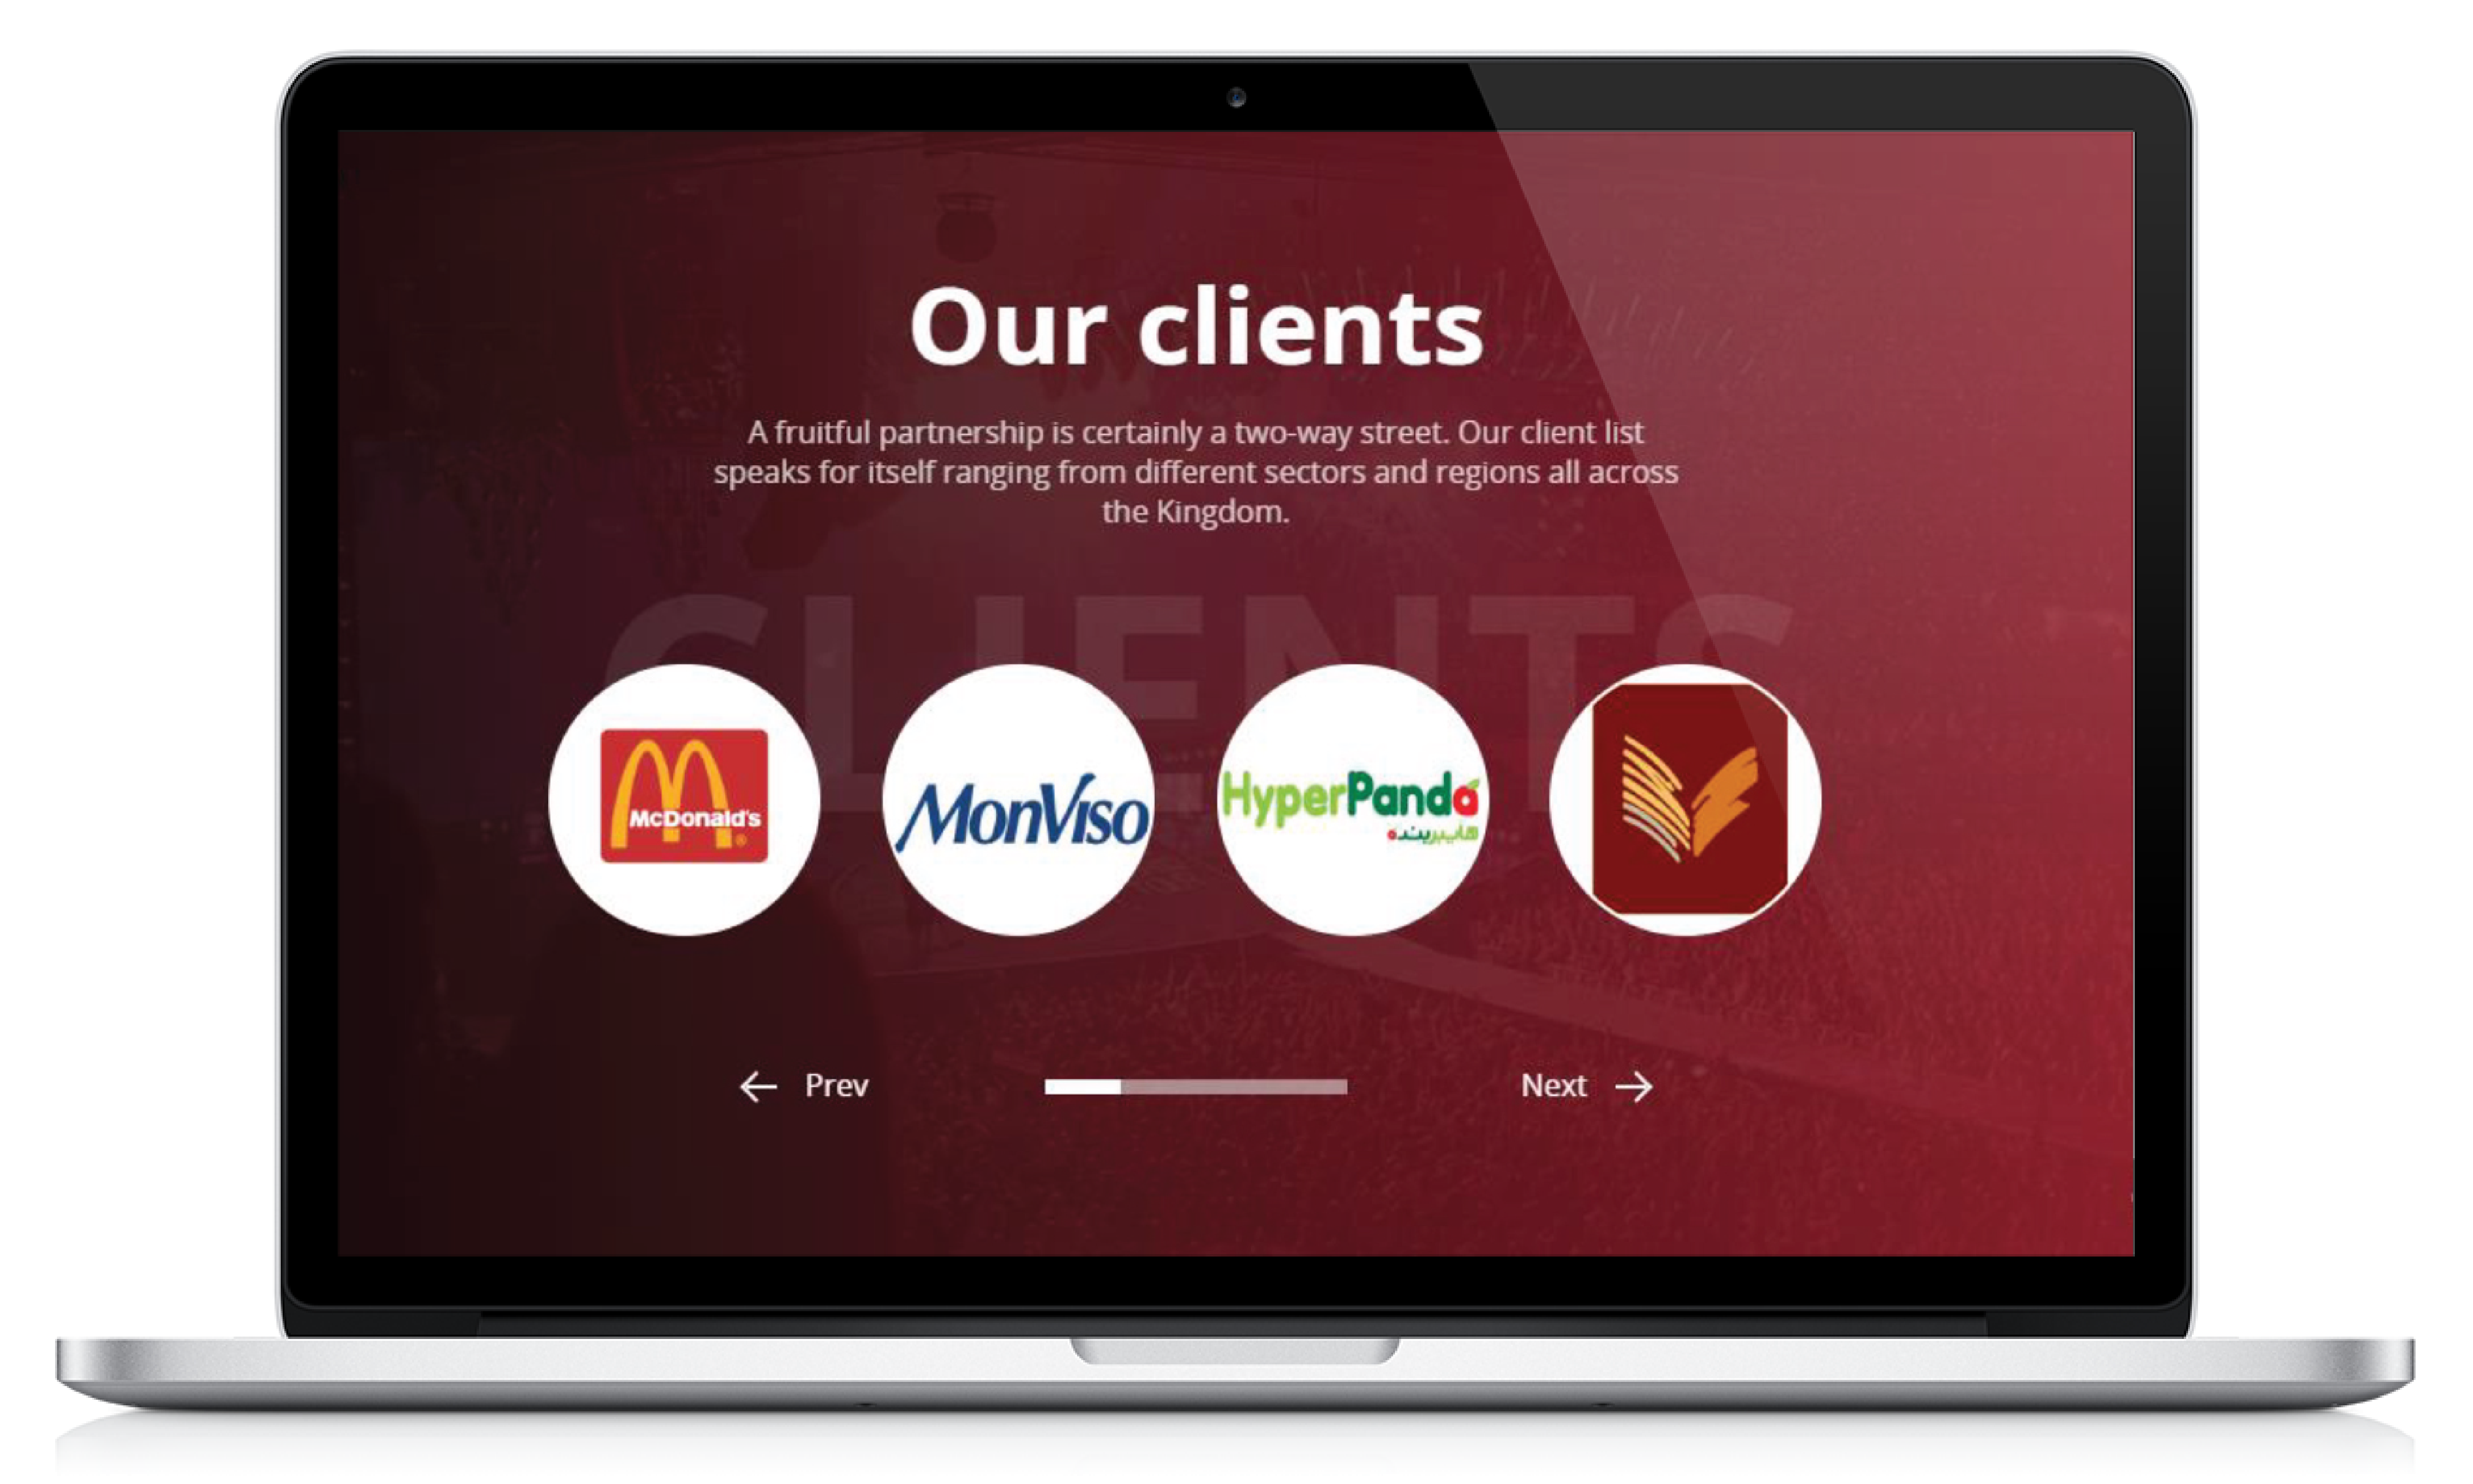 Our clients
A fruitful partnership is certainly a two-way street. Our client list
speaks for itself ranging from different sectors and regions all across
the Kingdom.
CLIENTS
McDonald's
®
MonViso
HyperPanda
هايبربنده
Prev
Next